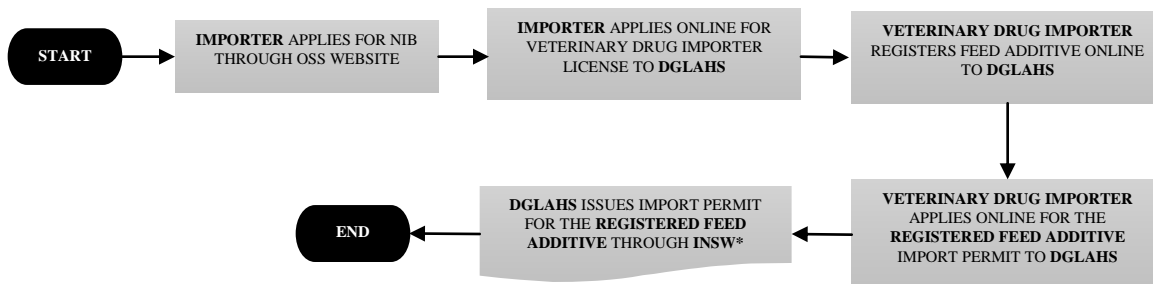 START
IMPORTER APPLIES FOR NIB
THROUGH OSS WEBSITE
IMPORTER APPLIES ONLINE FOR
VETERINARY DRUG IMPORTER
LICENSE TO DGLAHS
VETERINARY DRUG IMPORTER
REGISTERS FEED ADDITIVE ONLINE
TO DGLAHS
VETERINARY DRUG IMPORTER
APPLIES ONLINE FOR THE
REGISTERED FEED ADDITIVE
IMPORT PERMIT TO DGLAHS
DGLAHS ISSUES IMPORT PERMIT
FOR THE REGISTERED FEED
ADDITIVE THROUGH INSW*
END